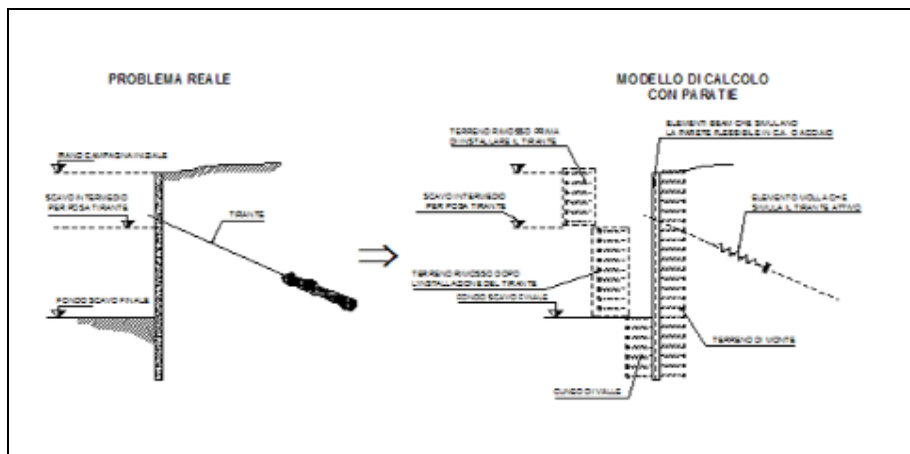 PROBLEMA REALE
PIANO CAMPAGNA INIZIALE
SCAVO INTERMEDIO
PER POSA TIRANTE
TIRANTE
FONDO SCAVO FINALE
MODELLO DI CALCOLO
CON PARATIE
TERRENO RIMOSSO PRIMA
D'INSTALLARE IL TIRANTE
ELEMENTI BEAM CHE SIMULANO
LA PARETE FLESSIBILE IN C.A. O ACCIAIO
SCAVO INTERMEDIO
PER POSA TIRANTE
ELEMENTO MOLLA CHE
SIMULA IL TIRANTE ATTIVO
TERRENO RIMOSSO DOPO
L'INSTALLAZIONE DEL TIRANTE
FONDO SCAVO FINALE
TERRENO DI MONTE
CUNEO DI VALLE